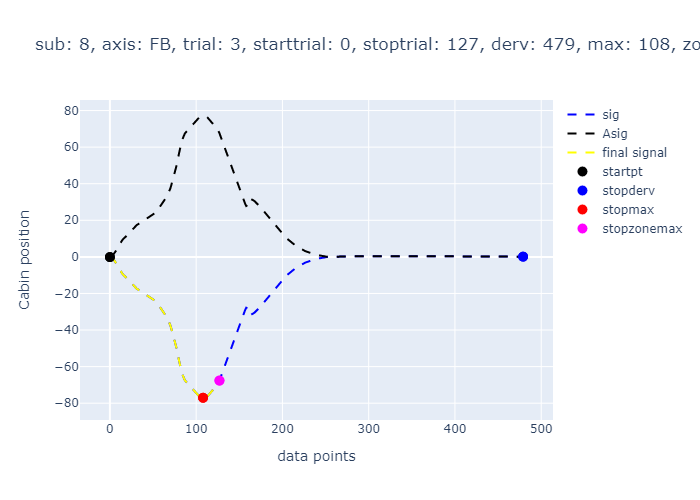 sub: 8, axis: FB, trial: 3, starttrial: 0, stoptrial: 127, derv: 479, max: 108, zo
80
60
40
20
0
−20
−40
−60
−80
Cabin position
0
100
200
300
400
500
data points
sig
Asig
final signal
startpt
stopderv
stopmax
stopzonemax